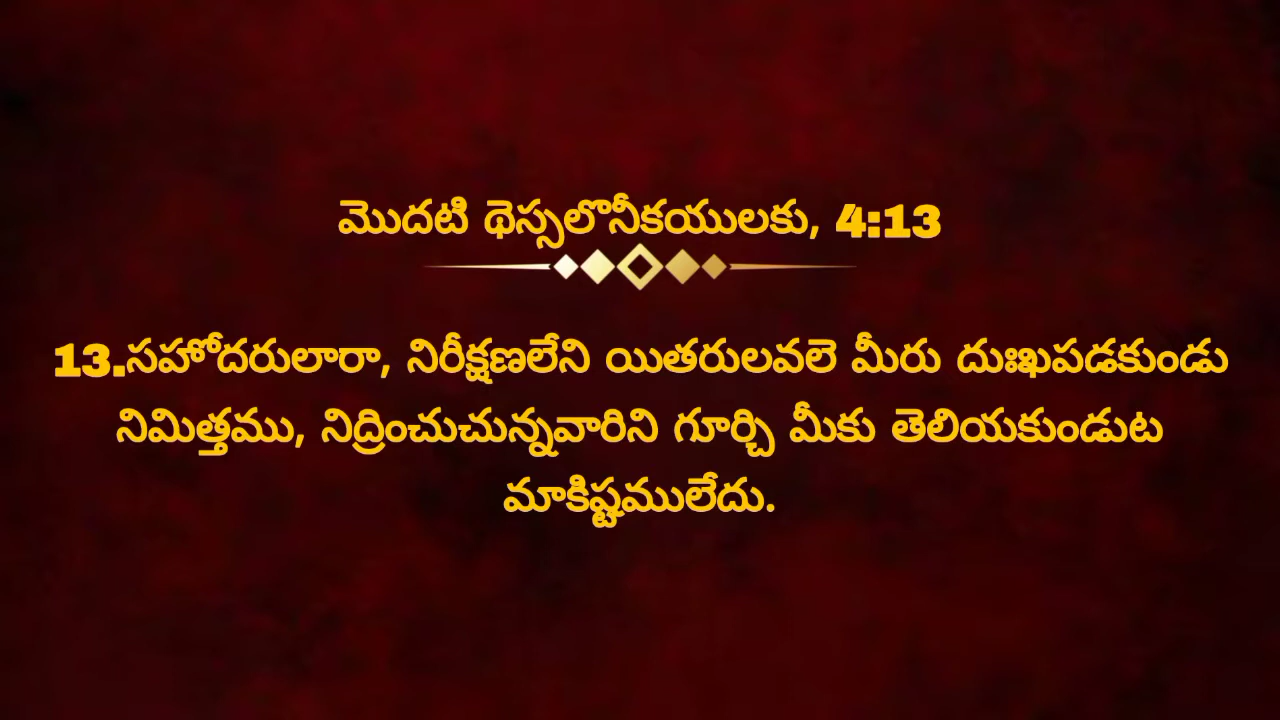 మొదటి థెస్సలొనీకయులకు, 4:13
13.సహోదరులారా, నిరీక్షణలేని యితరులవలె మీరు దుఃఖపడకుండు
నిమిత్తము, నిద్రించుచున్నవారిని గూర్చి మీకు తెలియకుండుట
మాకిష్టములేదు.